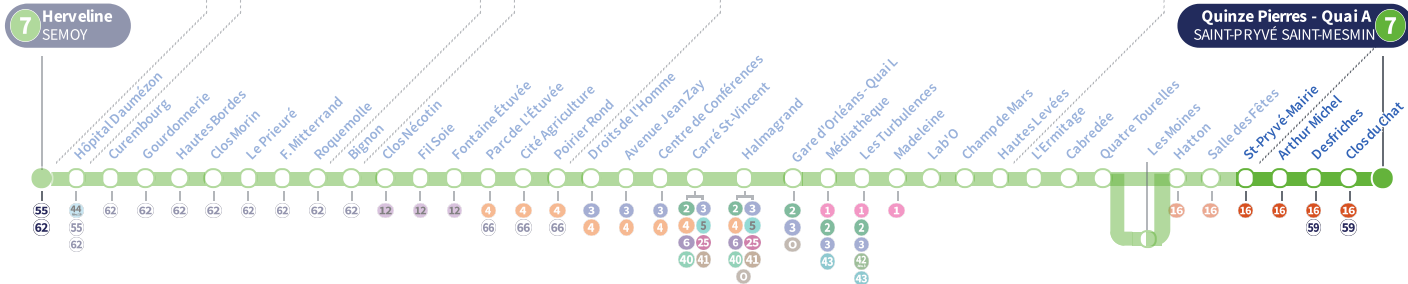 7
Herveline
SEMOY
Quinze Pierres - Quai A
SAINT-PRYVÉ SAINT-MESMIN
7
Hôpital Daumézon
Curembourg
Gourdonnerie
Hautes Bordes
Clos Morin
Le Prieuré
F. Mitterrand
Roquemolle
Bignon
Clos Nécotin
Fil Soie
Fontaine Étuvée
Parc de L'Étuvée
Cité Agriculture
Poirier Rond
Droits de l'Homme
Avenue Jean Zay
Centre de Conférences
Carré St-Vincent
Halmagrand
Gare d'Orléans - Quai L
Médiathèque
Les Turbulences
Madeleine
Lab'O
Champ de Mars
Hautes Levées
L'Ermitage
Cabredée
Quatre Tourelles
Les Moines
Hatton
Salle des Fêtes
St-Pryvé-Mairie
Arthur Michel
Desfriches
Clos du Chat
55 44 62 62 62 62 62 62 62 62 12 12 12 4 4 4 3 3 3 2 3 2 3 2 1 1 1 16 16 16 16 16 16
62 55 66 66 66 4 4 4 4 5 4 5 3 2 2 59 59
62 6 25 6 25 O 3 3
40 41 40 41 43 42
O 43